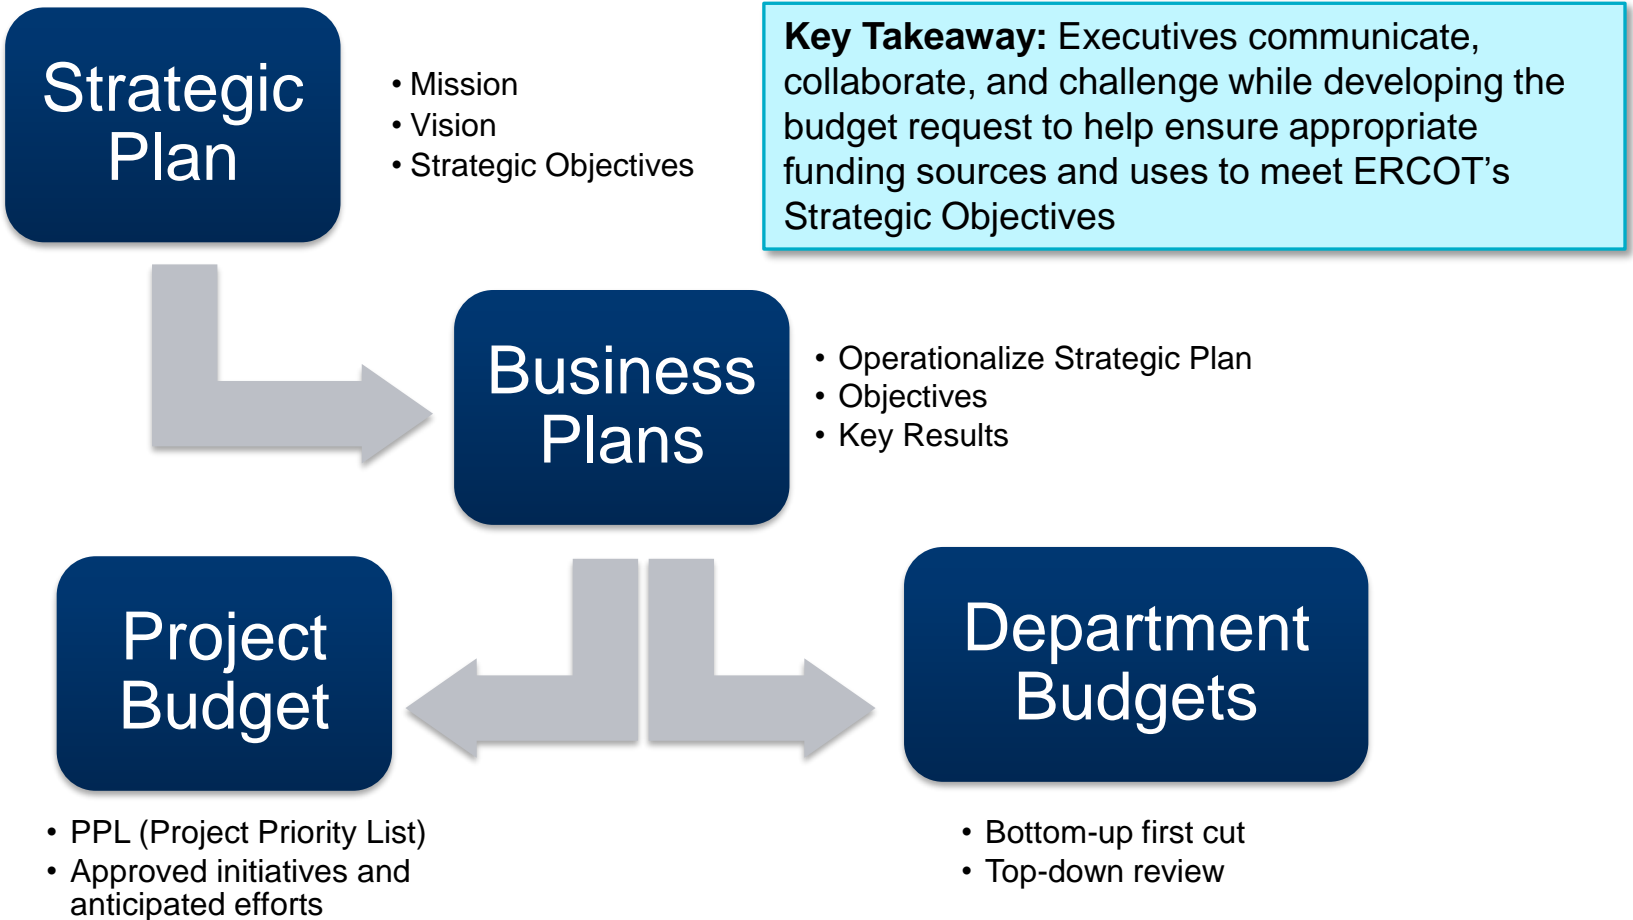 Strategic
Plan
• Mission
• Vision
• Strategic Objectives
Key Takeaway: Executives communicate,
collaborate, and challenge while developing the
budget request to help ensure appropriate
funding sources and uses to meet ERCOT’s
Strategic Objectives
Business
Plans
• Operationalize Strategic Plan
• Objectives
• Key Results
Project
Budget
• PPL (Project Priority List)
• Approved initiatives and
anticipated efforts
Department
Budgets
• Bottom-up first cut
• Top-down review